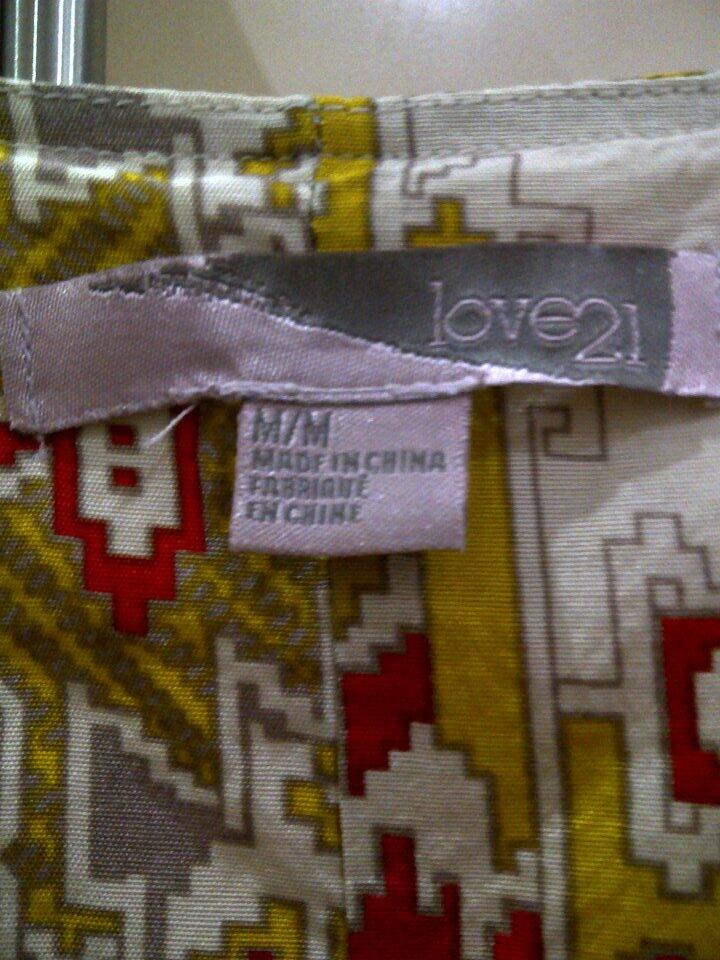 love21
M/M
MADE IN CHINA
FABRIQUÉ
EN CHINE